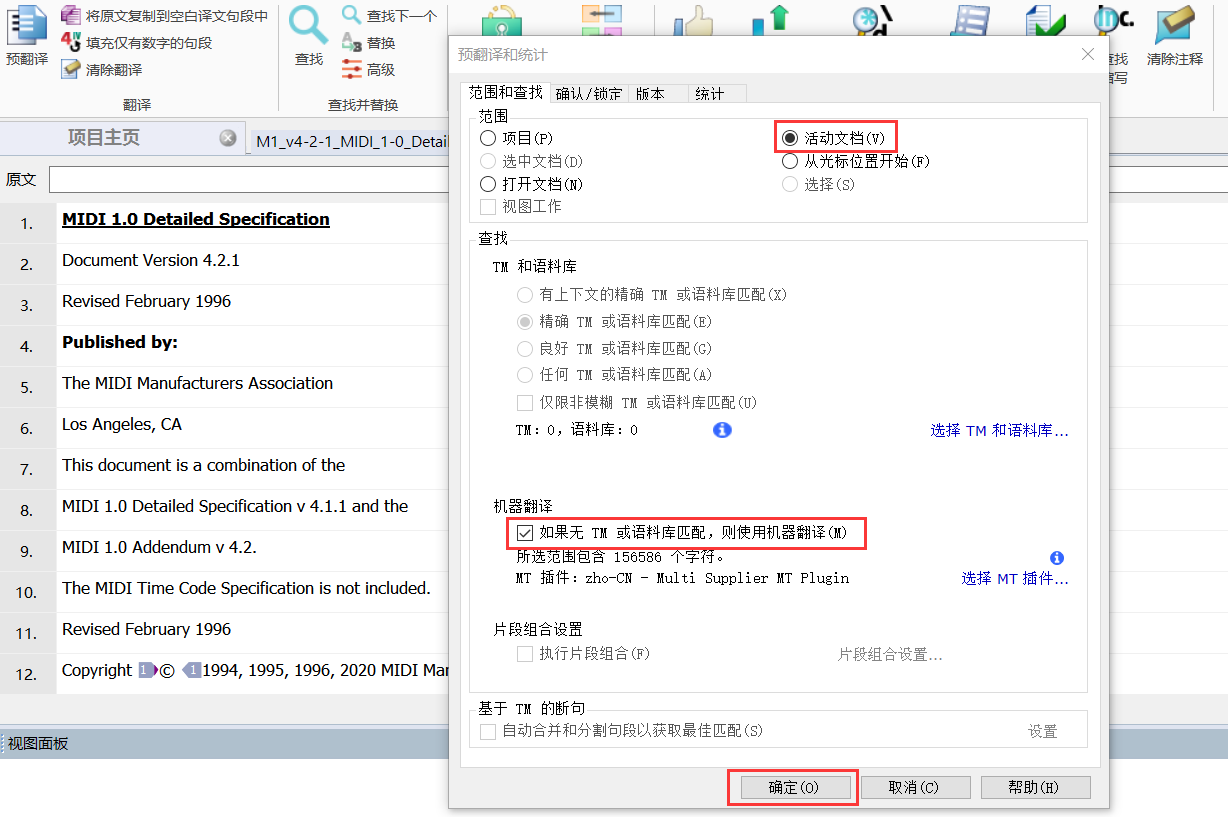 将原文复制到空白译文句段中
填充仅有数字的句段
清除翻译
预翻译
翻译
查找
查找下一个
替换
高级
查找并替换
清除注释
项目主页
M1_v4-2-1_MIDI_1-0_Detail
原文
1. MIDI 1.0 Detailed Specification
2. Document Version 4.2.1
3. Revised February 1996
4. Published by:
5. The MIDI Manufacturers Association
6. Los Angeles, CA
7. This document is a combination of the
8. MIDI 1.0 Detailed Specification v 4.1.1 and the
9. MIDI 1.0 Addendum v 4.2.
10. The MIDI Time Code Specification is not included.
11. Revised February 1996
12. Copyright 1© 11994, 1995, 1996, 2020 MIDI Mar
视图面板
预翻译和统计
范围和查找 确认/锁定 版本 统计
范围
项目(P) 活动文档(V)
选中文档(D) 从光标位置开始(F)
打开文档(N) 选择(S)
视图工作
查找
TM 和语料库
有上下文的精确 TM 或语料库匹配(X)
精确 TM 或语料库匹配(E)
良好 TM 或语料库匹配(G)
任何 TM 或语料库匹配(A)
仅限非模糊 TM 或语料库匹配(U)
TM: 0, 语料库: 0 选择 TM 和语料库...
机器翻译
如果无 TM 或语料库匹配，则使用机器翻译(M)
所选范围包含 156586 个字符。
MT 插件: zho-CN - Multi Supplier MT Plugin 选择 MT 插件...
片段组合设置
执行片段组合(F) 片段组合设置...
基于 TM 的断句
自动合并和分割句段以获取最佳匹配(S) 设置
确定(O) 取消(C) 帮助(H)